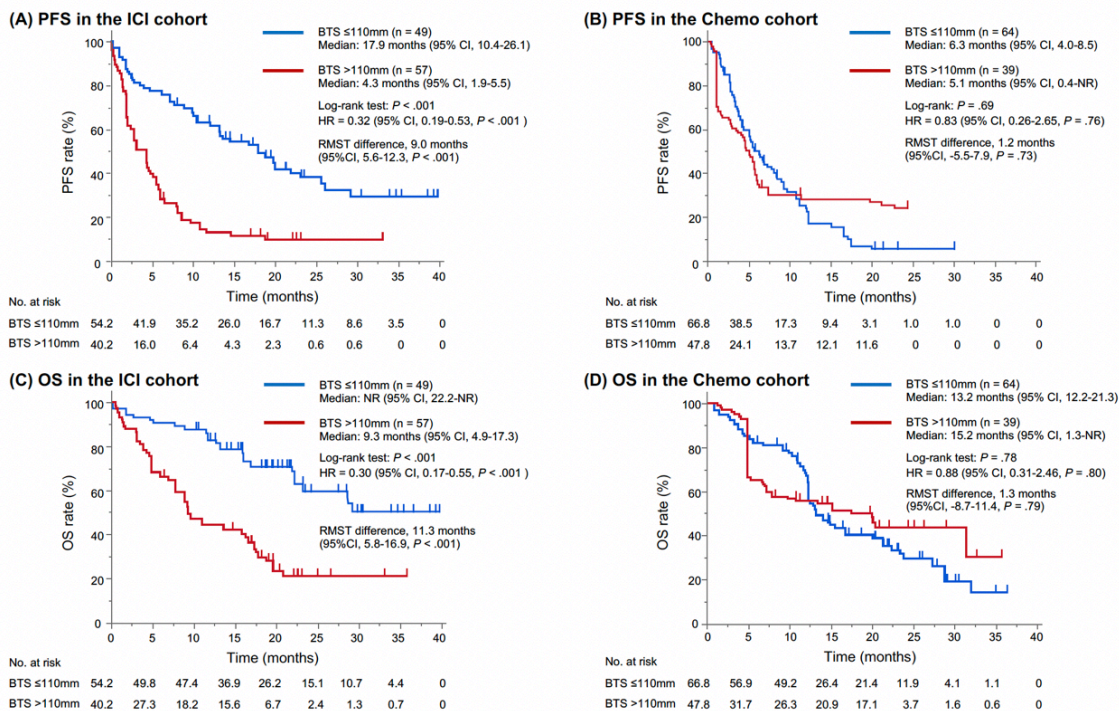 (A) PFS in the ICI cohort
BTS ≤110mm (n = 49)
Median: 17.9 months (95% CI, 10.4-26.1)
BTS >110mm (n = 57)
Median: 4.3 months (95% CI, 1.9-5.5)
Log-rank test: P < .001
HR = 0.32 (95% CI, 0.19-0.53, P < .001 )
RMST difference, 9.0 months
(95%CI, 5.6-12.3, P < .001)
PFS rate (%)
100
80
60
40
20
0
0 5 10 15 20 25 30 35 40
Time (months)
No. at risk
BTS ≤110mm 54.2 41.9 35.2 26.0 16.7 11.3 8.6 3.5 0
BTS >110mm 40.2 16.0 6.4 4.3 2.3 0.6 0.6 0 0
(B) PFS in the Chemo cohort
BTS ≤110mm (n = 64)
Median: 6.3 months (95% CI, 4.0-8.5)
BTS >110mm (n = 39)
Median: 5.1 months (95% CI, 0.4-NR)
Log-rank: P = .69
HR = 0.83 (95% CI, 0.26-2.65, P = .76)
RMST difference, 1.2 months
(95%CI, -5.5-7.9, P = .73)
PFS rate (%)
100
80
60
40
20
0
0 5 10 15 20 25 30 35 40
Time (months)
No. at risk
BTS ≤110mm 66.8 38.5 17.3 9.4 3.1 1.0 1.0 0 0
BTS >110mm 47.8 24.1 13.7 12.1 11.6 0 0 0 0
(C) OS in the ICI cohort
BTS ≤110mm (n = 49)
Median: NR (95% CI, 22.2-NR)
BTS >110mm (n = 57)
Median: 9.3 months (95% CI, 4.9-17.3)
Log-rank test: P < .001
HR = 0.30 (95% CI, 0.17-0.55, P < .001 )
RMST difference, 11.3 months
(95%CI, 5.8-16.9, P < .001)
OS rate (%)
100
80
60
40
20
0
0 5 10 15 20 25 30 35 40
Time (months)
No. at risk
BTS ≤110mm 54.2 49.8 47.4 36.9 26.2 15.1 10.7 4.4 0
BTS >110mm 40.2 27.3 18.2 15.6 6.7 2.4 1.3 0.7 0
(D) OS in the Chemo cohort
BTS ≤110mm (n = 64)
Median: 13.2 months (95% CI, 12.2-21.3)
BTS >110mm (n = 39)
Median: 15.2 months (95% CI, 1.3-NR)
Log-rank test: P = .78
HR = 0.88 (95% CI, 0.31-2.46, P = .80)
RMST difference, 1.3 months
(95%CI, -8.7-11.4, P = .79)
OS rate (%)
100
80
60
40
20
0
0 5 10 15 20 25 30 35 40
Time (months)
No. at risk
BTS ≤110mm 66.8 56.9 49.2 26.4 21.4 11.9 4.1 1.1 0
BTS >110mm 47.8 31.7 26.3 20.9 17.1 3.7 1.6 0.6 0